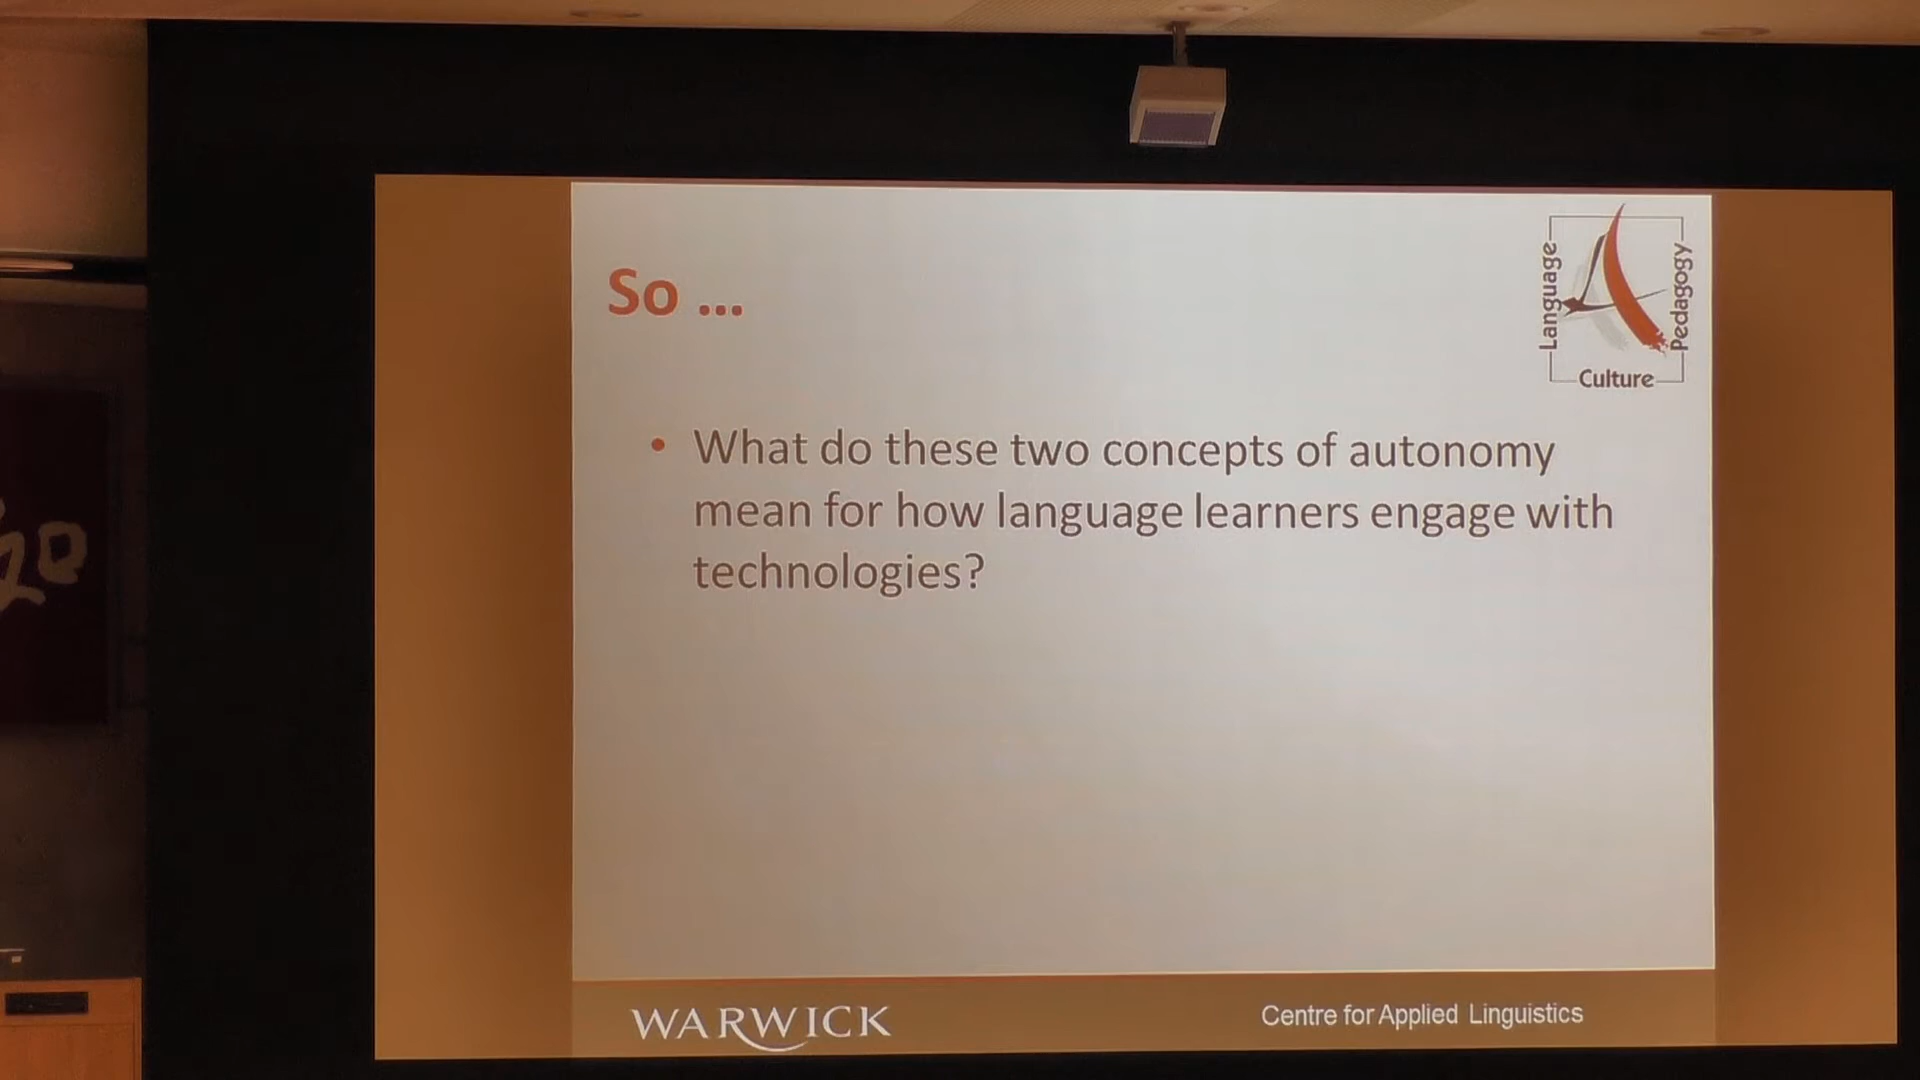 So ...
Language
Pedagogy
Culture
• What do these two concepts of autonomy
mean for how language learners engage with
technologies?
WARWICK
Centre for Applied Linguistics